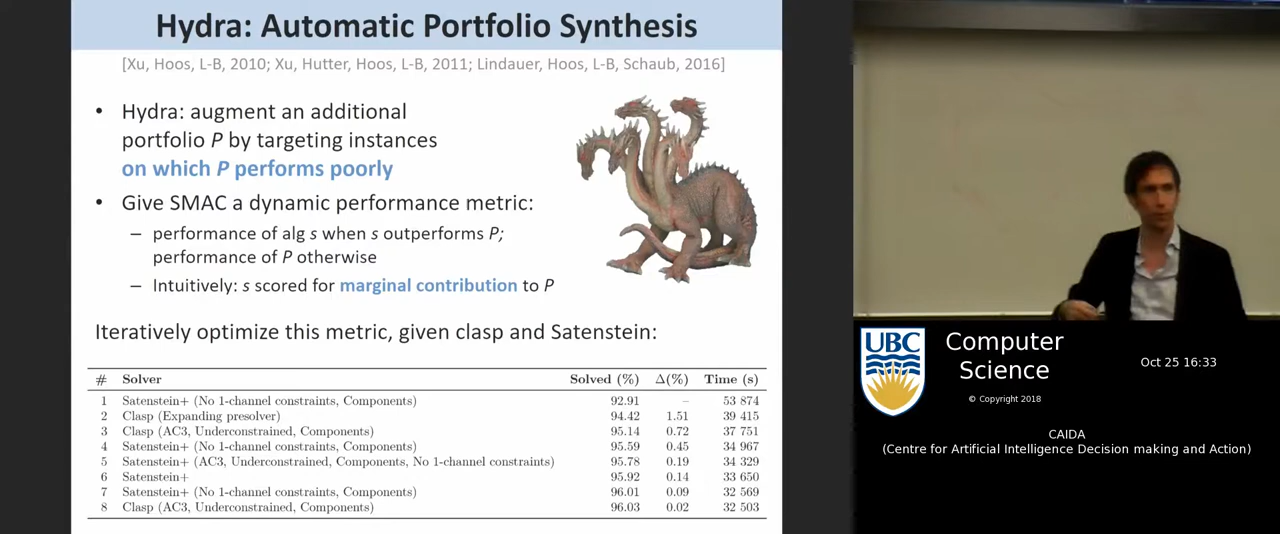 Hydra: Automatic Portfolio Synthesis
[Xu, Hoos, L-B, 2010; Xu, Hutter, Hoos, L-B, 2011; Lindauer, Hoos, L-B, Schaub, 2016]
• Hydra: augment an additional
portfolio P by targeting instances
on which P performs poorly
• Give SMAC a dynamic performance metric:
– performance of alg s when s outperforms P;
performance of P otherwise
– Intuitively: s scored for marginal contribution to P
Iteratively optimize this metric, given clasp and Satenstein:
# Solver Solved (%) Δ(%) Time (s)
1 Satenstein+ (No 1-channel constraints, Components) 92.91 – 53 874
2 Clasp (Expanding presolver) 94.42 1.51 39 415
3 Clasp (AC3, Underconstrained, Components) 95.14 0.72 37 751
4 Satenstein+ (No 1-channel constraints, Components) 95.59 0.45 34 967
5 Satenstein+ (AC3, Underconstrained, Components, No 1-channel constraints) 95.78 0.19 34 329
6 Satenstein+ 95.92 0.14 33 650
7 Satenstein+ (No 1-channel constraints, Components) 96.01 0.09 32 569
8 Clasp (AC3, Underconstrained, Components) 96.03 0.02 32 503
UBC
Computer
Science
© Copyright 2018
Oct 25 16:33
CAIDA
(Centre for Artificial Intelligence Decision making and Action)